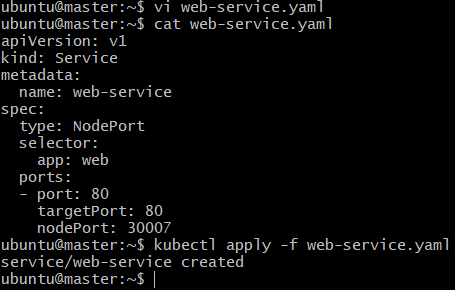 ubuntu@master:~$ vi web-service.yaml
ubuntu@master:~$ cat web-service.yaml
apiVersion: v1
kind: Service
metadata:
  name: web-service
spec:
  type: NodePort
  selector:
    app: web
  ports:
  - port: 80
    targetPort: 80
    nodePort: 30007
ubuntu@master:~$ kubectl apply -f web-service.yaml
service/web-service created
ubuntu@master:~$